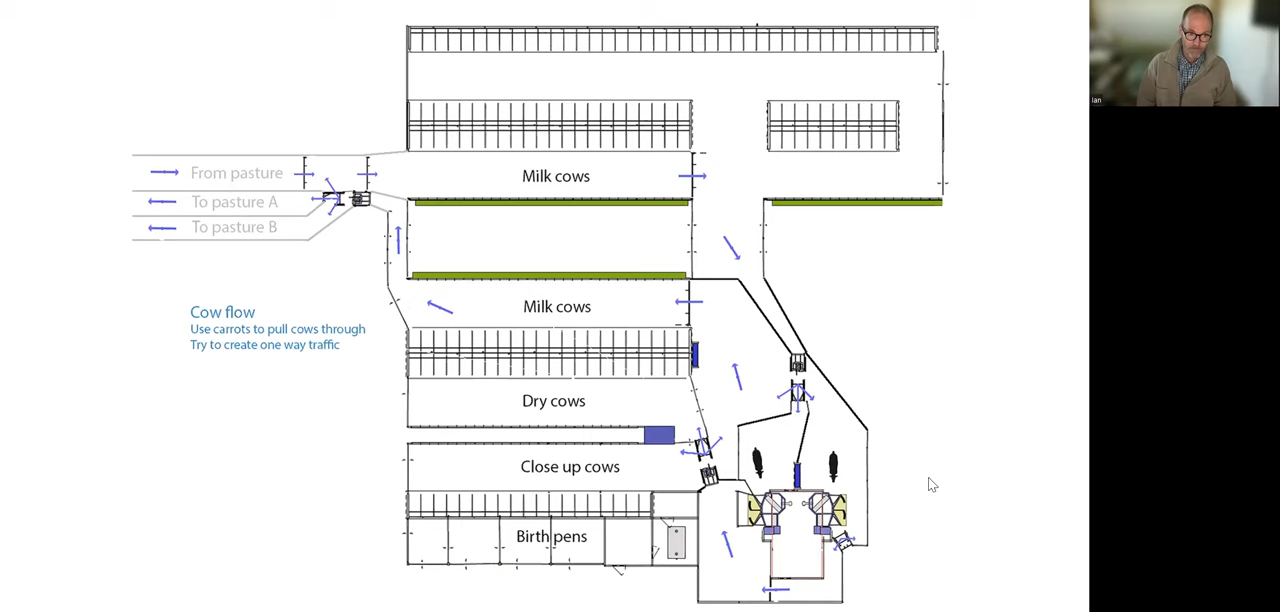 Ian
Milk cows
From pasture
To pasture A
To pasture B
Milk cows
Cow flow
Use carrots to pull cows through
Try to create one way traffic
Dry cows
Close up cows
Birth pens